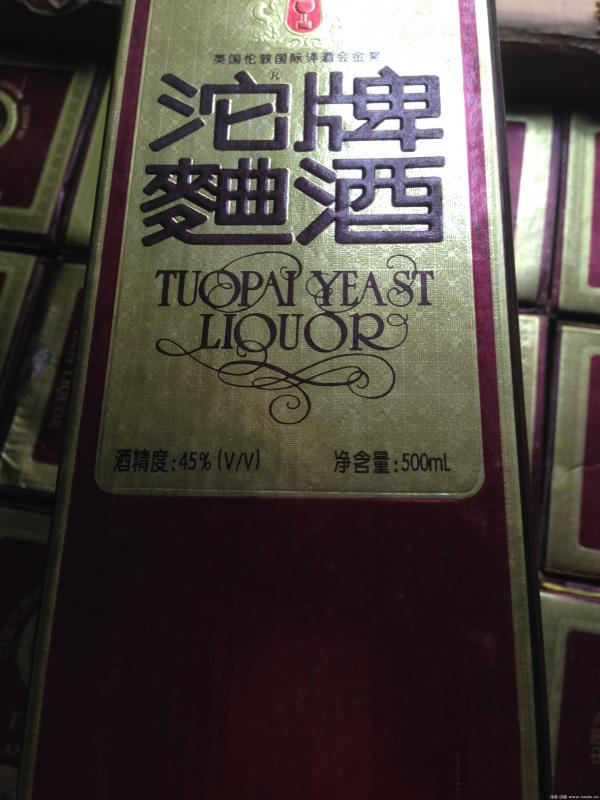 英国伦敦国际评酒会金奖
®
沱牌
麯酒
TUOPAI YEAST
LIQUOR
酒精度:45%(V/V) 净含量:500mL